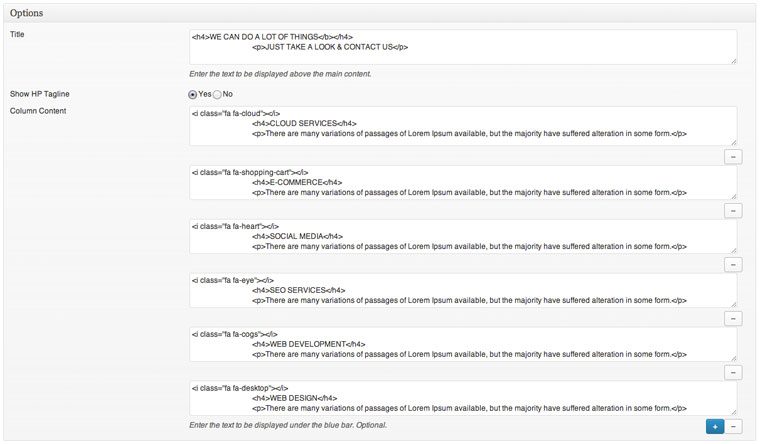 Options
Title
<h4>WE CAN DO A LOT OF THINGS</b></h4>
<p>JUST TAKE A LOOK & CONTACT US</p>
Enter the text to be displayed above the main content.
Show HP Tagline
Yes No
Column Content
<i class="fa fa-cloud"></i>
<h4>CLOUD SERVICES</h4>
<p>There are many variations of passages of Lorem Ipsum available, but the majority have suffered alteration in some form.</p>
−
<i class="fa fa-shopping-cart"></i>
<h4>E-COMMERCE</h4>
<p>There are many variations of passages of Lorem Ipsum available, but the majority have suffered alteration in some form.</p>
−
<i class="fa fa-heart"></i>
<h4>SOCIAL MEDIA</h4>
<p>There are many variations of passages of Lorem Ipsum available, but the majority have suffered alteration in some form.</p>
−
<i class="fa fa-eye"></i>
<h4>SEO SERVICES</h4>
<p>There are many variations of passages of Lorem Ipsum available, but the majority have suffered alteration in some form.</p>
−
<i class="fa fa-cogs"></i>
<h4>WEB DEVELOPMENT</h4>
<p>There are many variations of passages of Lorem Ipsum available, but the majority have suffered alteration in some form.</p>
−
<i class="fa fa-desktop"></i>
<h4>WEB DESIGN</h4>
<p>There are many variations of passages of Lorem Ipsum available, but the majority have suffered alteration in some form.</p>
Enter the text to be displayed under the blue bar. Optional.
+ −